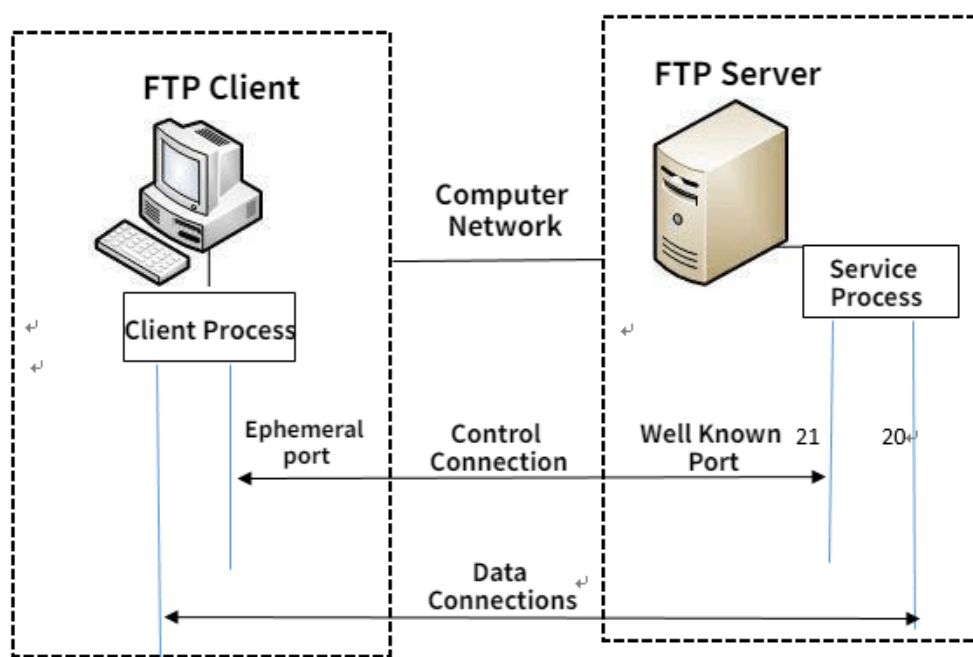 FTP Client
FTP Server
Computer
Network
Service
Process
Client Process
Ephemeral
port
Control
Connection
Well Known
Port
21
20
Data
Connections